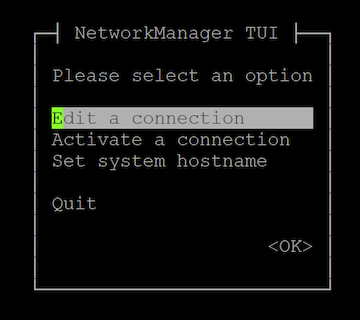 NetworkManager TUI
Please select an option
Edit a connection
Activate a connection
Set system hostname
Quit
<OK>